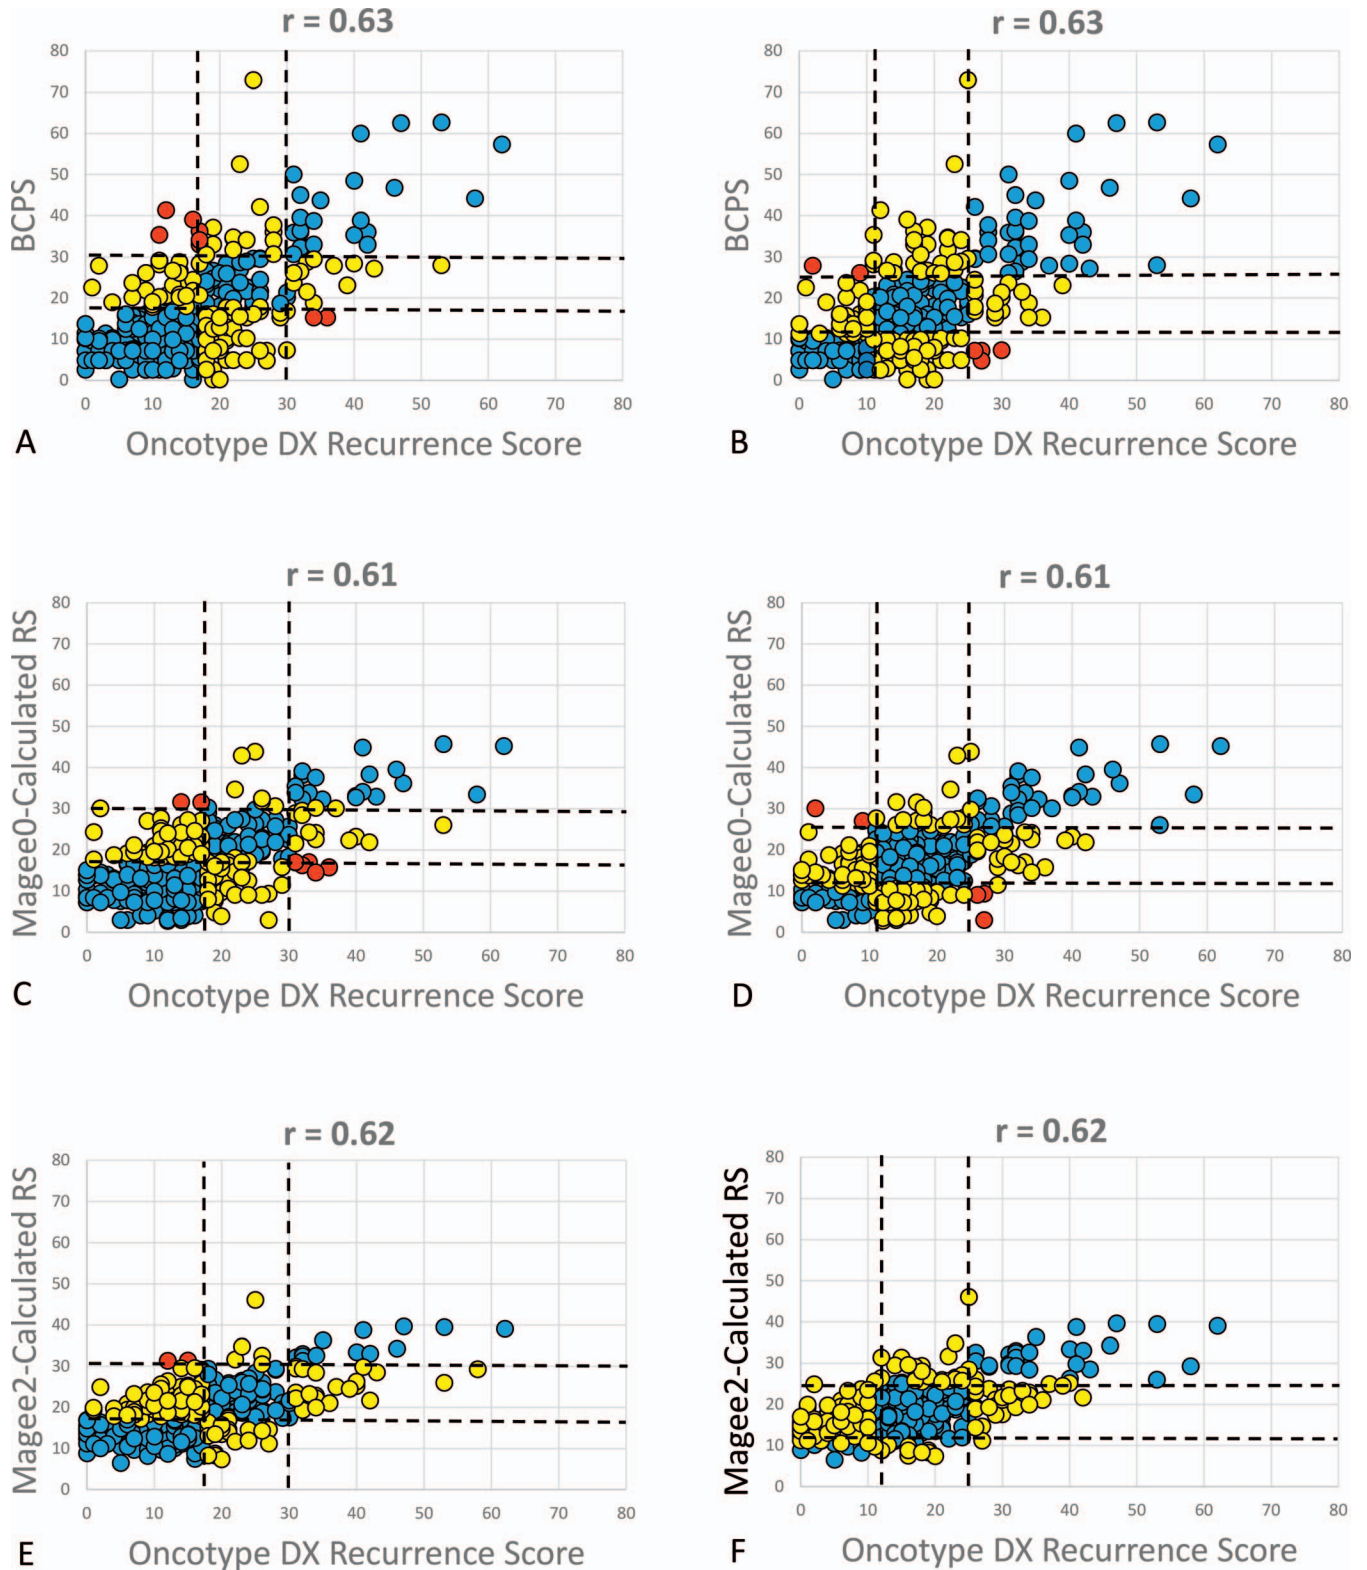 r = 0.63
80
70
60
50
40
30
20
10
0
BCPS
0 10 20 30 40 50 60 70 80
A Oncotype DX Recurrence Score
r = 0.63
80
70
60
50
40
30
20
10
0
BCPS
0 10 20 30 40 50 60 70 80
B Oncotype DX Recurrence Score
r = 0.61
80
70
60
50
40
30
20
10
0
Magee0-Calculated RS
0 10 20 30 40 50 60 70 80
C Oncotype DX Recurrence Score
r = 0.61
80
70
60
50
40
30
20
10
0
Magee0-Calculated RS
0 10 20 30 40 50 60 70 80
D Oncotype DX Recurrence Score
r = 0.62
80
70
60
50
40
30
20
10
0
Magee2-Calculated RS
0 10 20 30 40 50 60 70 80
E Oncotype DX Recurrence Score
r = 0.62
80
70
60
50
40
30
20
10
0
Magee2-Calculated RS
0 10 20 30 40 50 60 70 80
F Oncotype DX Recurrence Score